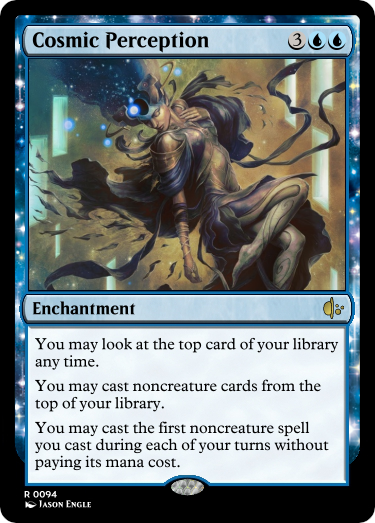 Cosmic Perception 3
Enchantment
You may look at the top card of your library
any time.
You may cast noncreature cards from the
top of your library.
You may cast the first noncreature spell
you cast during each of your turns without
paying its mana cost.
R 0094
Jason Engle